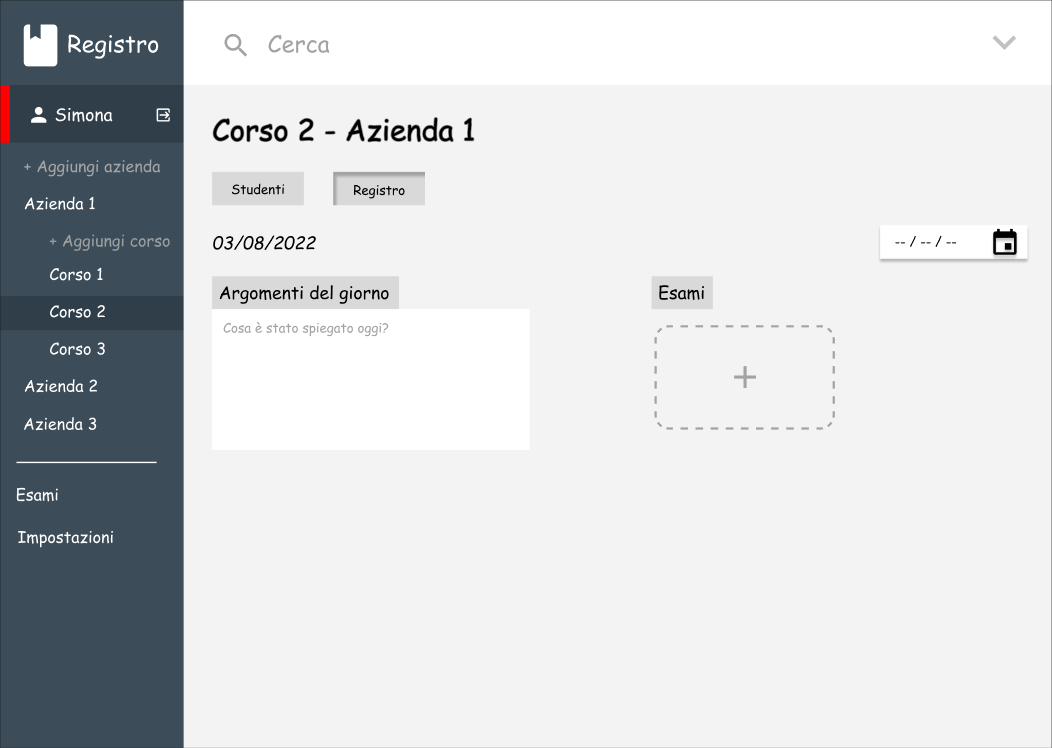 Registro
Cerca
Simona
+ Aggiungi azienda
Azienda 1
+ Aggiungi corso
Corso 1
Corso 2
Corso 3
Azienda 2
Azienda 3
Esami
Impostazioni
Corso 2 - Azienda 1
Studenti
Registro
03/08/2022
-- / -- / --
Argomenti del giorno
Cosa è stato spiegato oggi?
Esami
+